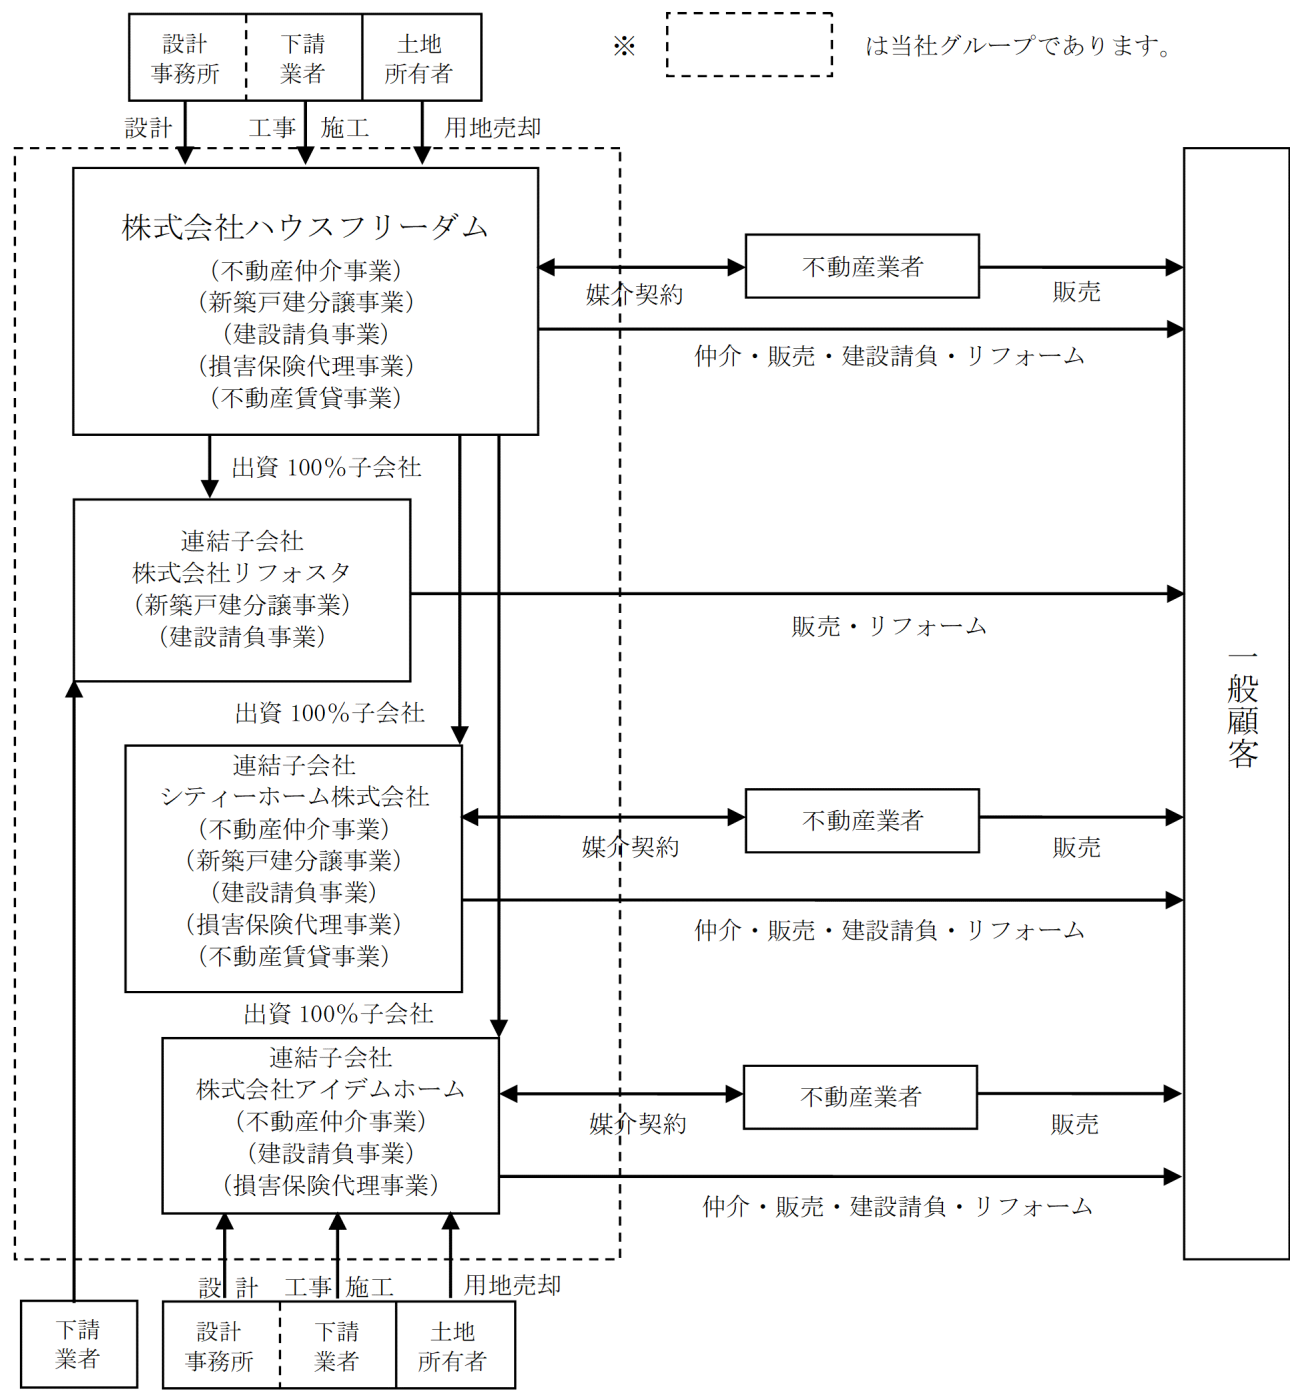 設計
事務所
下請
業者
土地
所有者
※
は当社グループであります。
設計
工事 施工
用地売却
株式会社ハウスフリーダム
(不動産仲介事業)
(新築戸建分譲事業)
(建設請負事業)
(損害保険代理事業)
(不動産賃貸事業)
媒介契約
不動産業者
販売
仲介・販売・建設請負・リフォーム
出資 100%子会社
連結子会社
株式会社リフォスタ
(新築戸建分譲事業)
(建設請負事業)
販売・リフォーム
一般顧客
出資 100%子会社
連結子会社
シティーホーム株式会社
(不動産仲介事業)
(新築戸建分譲事業)
(建設請負事業)
(損害保険代理事業)
(不動産賃貸事業)
媒介契約
不動産業者
販売
仲介・販売・建設請負・リフォーム
出資 100%子会社
連結子会社
株式会社アイデムホーム
(不動産仲介事業)
(建設請負事業)
(損害保険代理事業)
媒介契約
不動産業者
販売
仲介・販売・建設請負・リフォーム
設 計
工事 施工
用地売却
下請
業者
設計
事務所
下請
業者
土地
所有者